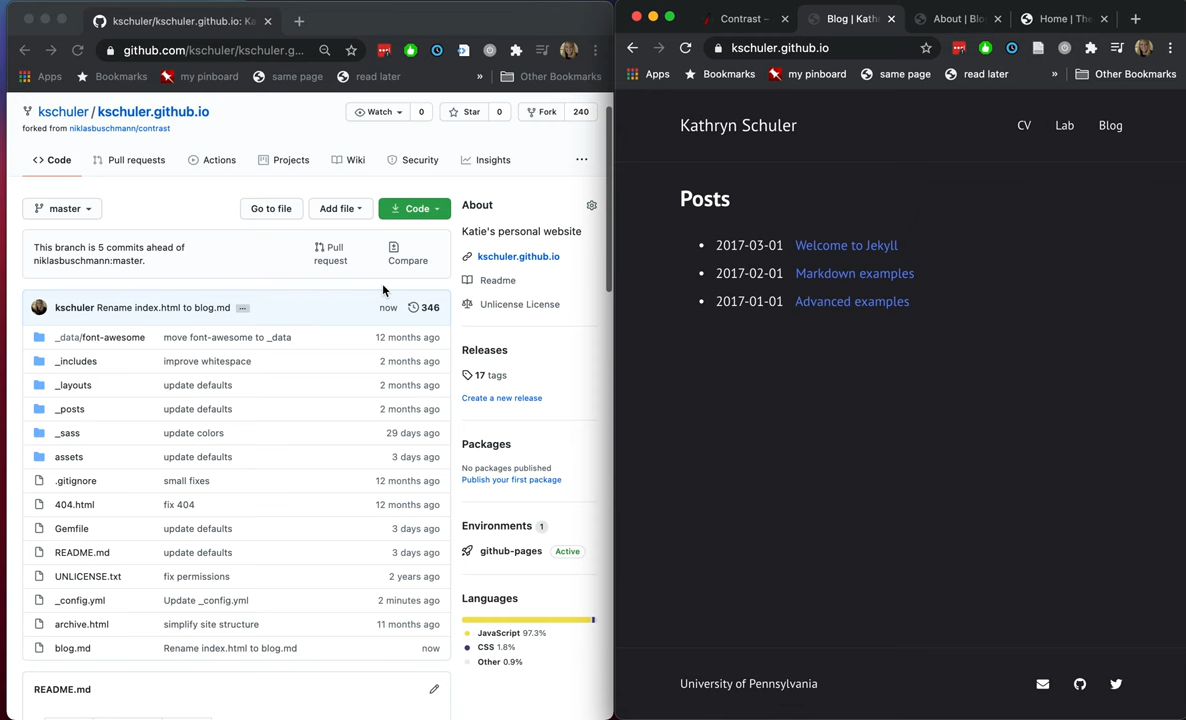 kschuler/kschuler.github.io: Ka
github.com/kschuler/kschuler.g...
Apps
Bookmarks
my pinboard
same page
read later
»
Other Bookmarks
kschuler / kschuler.github.io
forked from niklasbuschmann/contrast
Watch
0
Star
0
Fork
240
<> Code
Pull requests
Actions
Projects
Wiki
Security
Insights
...
master
Go to file
Add file
Code
This branch is 5 commits ahead of
niklasbuschmann:master.
Pull
request
Compare
kschuler Rename index.html to blog.md ...
now
346
_data/font-awesome
move font-awesome to _data
12 months ago
_includes
improve whitespace
2 months ago
_layouts
update defaults
2 months ago
_posts
update defaults
2 months ago
_sass
update colors
29 days ago
assets
update defaults
3 days ago
.gitignore
small fixes
12 months ago
404.html
fix 404
12 months ago
Gemfile
update defaults
3 days ago
README.md
update defaults
3 days ago
UNLICENSE.txt
fix permissions
2 years ago
_config.yml
Update _config.yml
2 minutes ago
archive.html
simplify site structure
11 months ago
blog.md
Rename index.html to blog.md
now
README.md
About
Katie's personal website
kschuler.github.io
Readme
Unlicense License
Releases
17 tags
Create a new release
Packages
No packages published
Publish your first package
Environments 1
github-pages
Active
Languages
JavaScript 97.3%
CSS 1.8%
Other 0.9%
Contrast –
Blog | Kath
About | Blo
Home | The
kschuler.github.io
Apps
Bookmarks
my pinboard
same page
read later
»
Other Bookmarks
Kathryn Schuler
CV
Lab
Blog
Posts
• 2017-03-01 Welcome to Jekyll
• 2017-02-01 Markdown examples
• 2017-01-01 Advanced examples
University of Pennsylvania